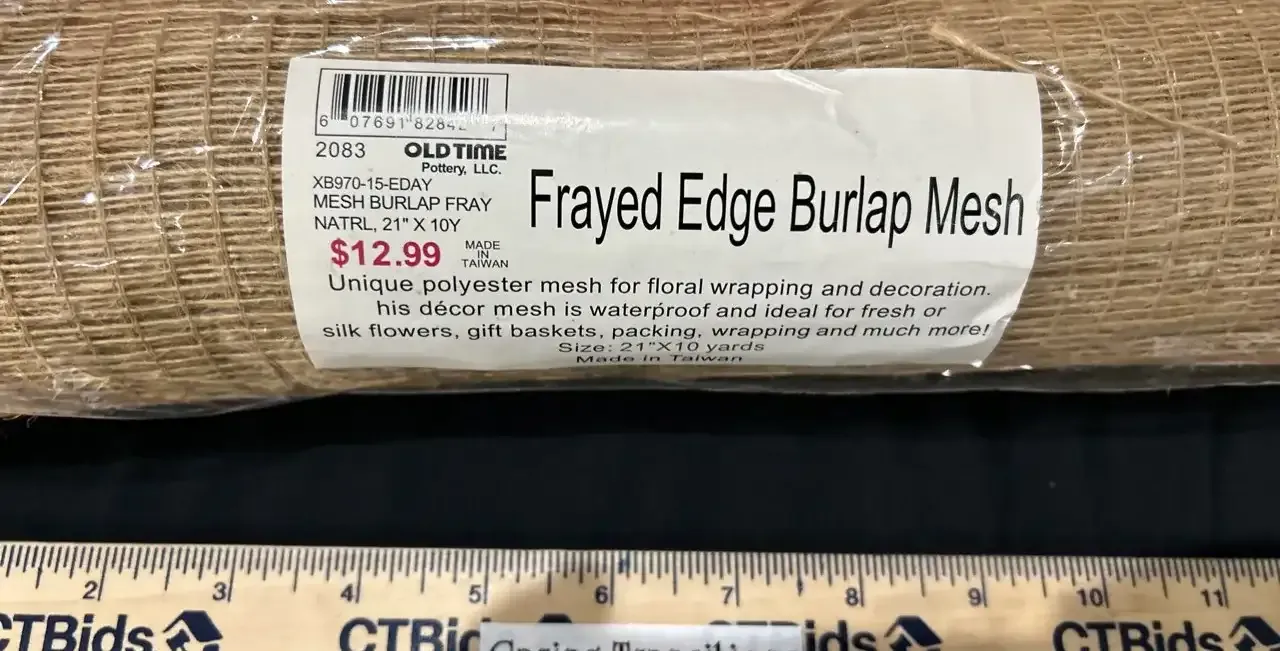 6 07691 8284
2083 OLD TIME
Pottery, LLC.
XB970-15-EDAY
MESH BURLAP FRAY
NATRL, 21" X 10Y
$12.99 MADE IN TAIWAN
Frayed Edge Burlap Mesh
Unique polyester mesh for floral wrapping and decoration.
his décor mesh is waterproof and ideal for fresh or
silk flowers, gift baskets, packing, wrapping and much more!
Size: 21"X10 yards
Made in Taiwan
2 3 4 5 6 7 8 9 10 11
CTBids CTBids CTBids